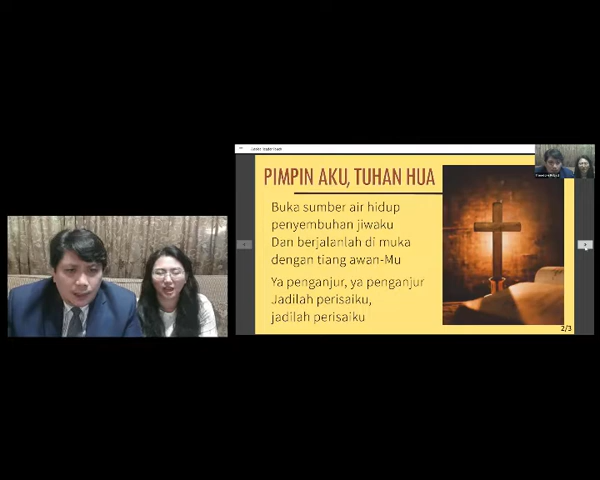 PIMPIN AKU, TUHAN HUA
Buka sumber air hidup
penyembuhan jiwaku
Dan berjalanlah di muka
dengan tiang awan-Mu
Ya penganjur, ya penganjur
Jadilah perisaiku,
jadilah perisaiku
2/3